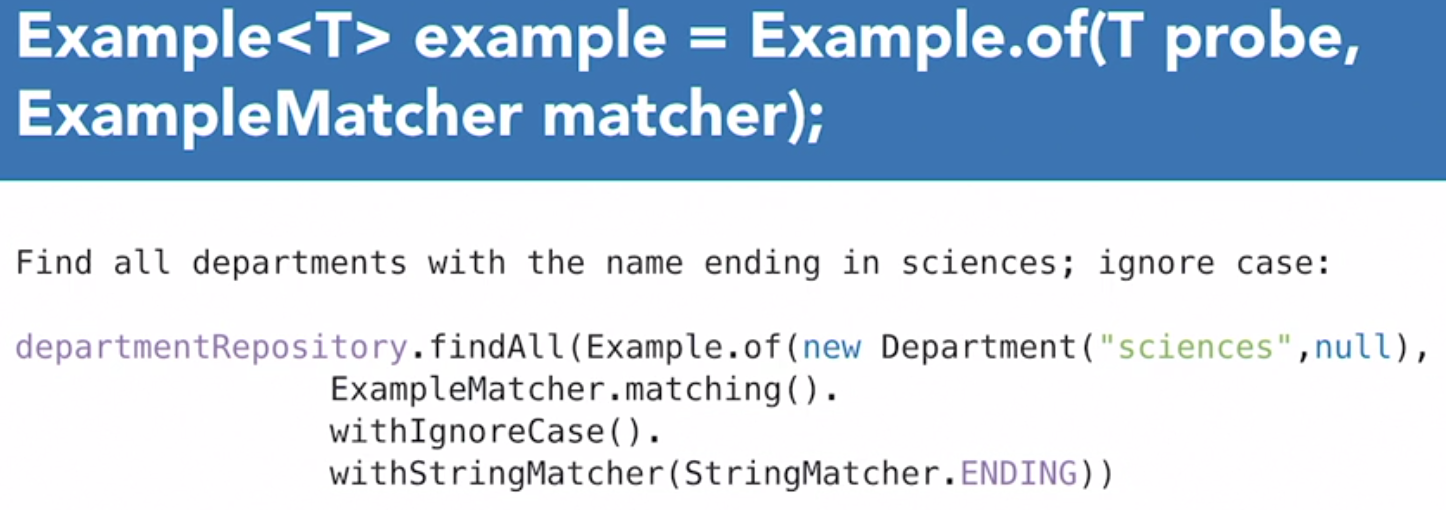 Example<T> example = Example.of(T probe,
ExampleMatcher matcher);
Find all departments with the name ending in sciences; ignore case:
departmentRepository.findAll(Example.of(new Department("sciences",null),
ExampleMatcher.matching().
withIgnoreCase().
withStringMatcher(StringMatcher.ENDING))